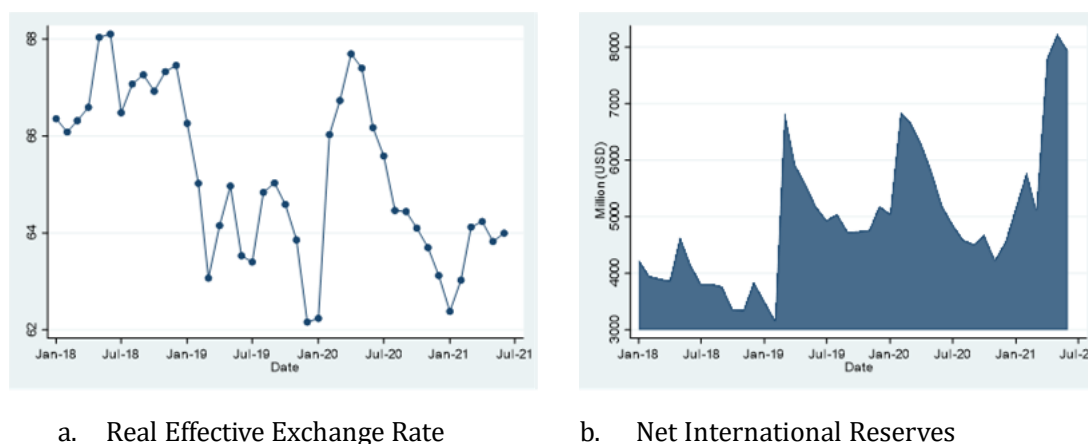 68
66
64
62
Jan-18 Jul-18 Jan-19 Jul-19 Jan-20 Jul-20 Jan-21 Jul-21
Date
8000
7000
6000
5000
4000
3000
Million (USD)
Jan-18 Jul-18 Jan-19 Jul-19 Jan-20 Jul-20 Jan-21 Jul-2
Date
a. Real Effective Exchange Rate
b. Net International Reserves